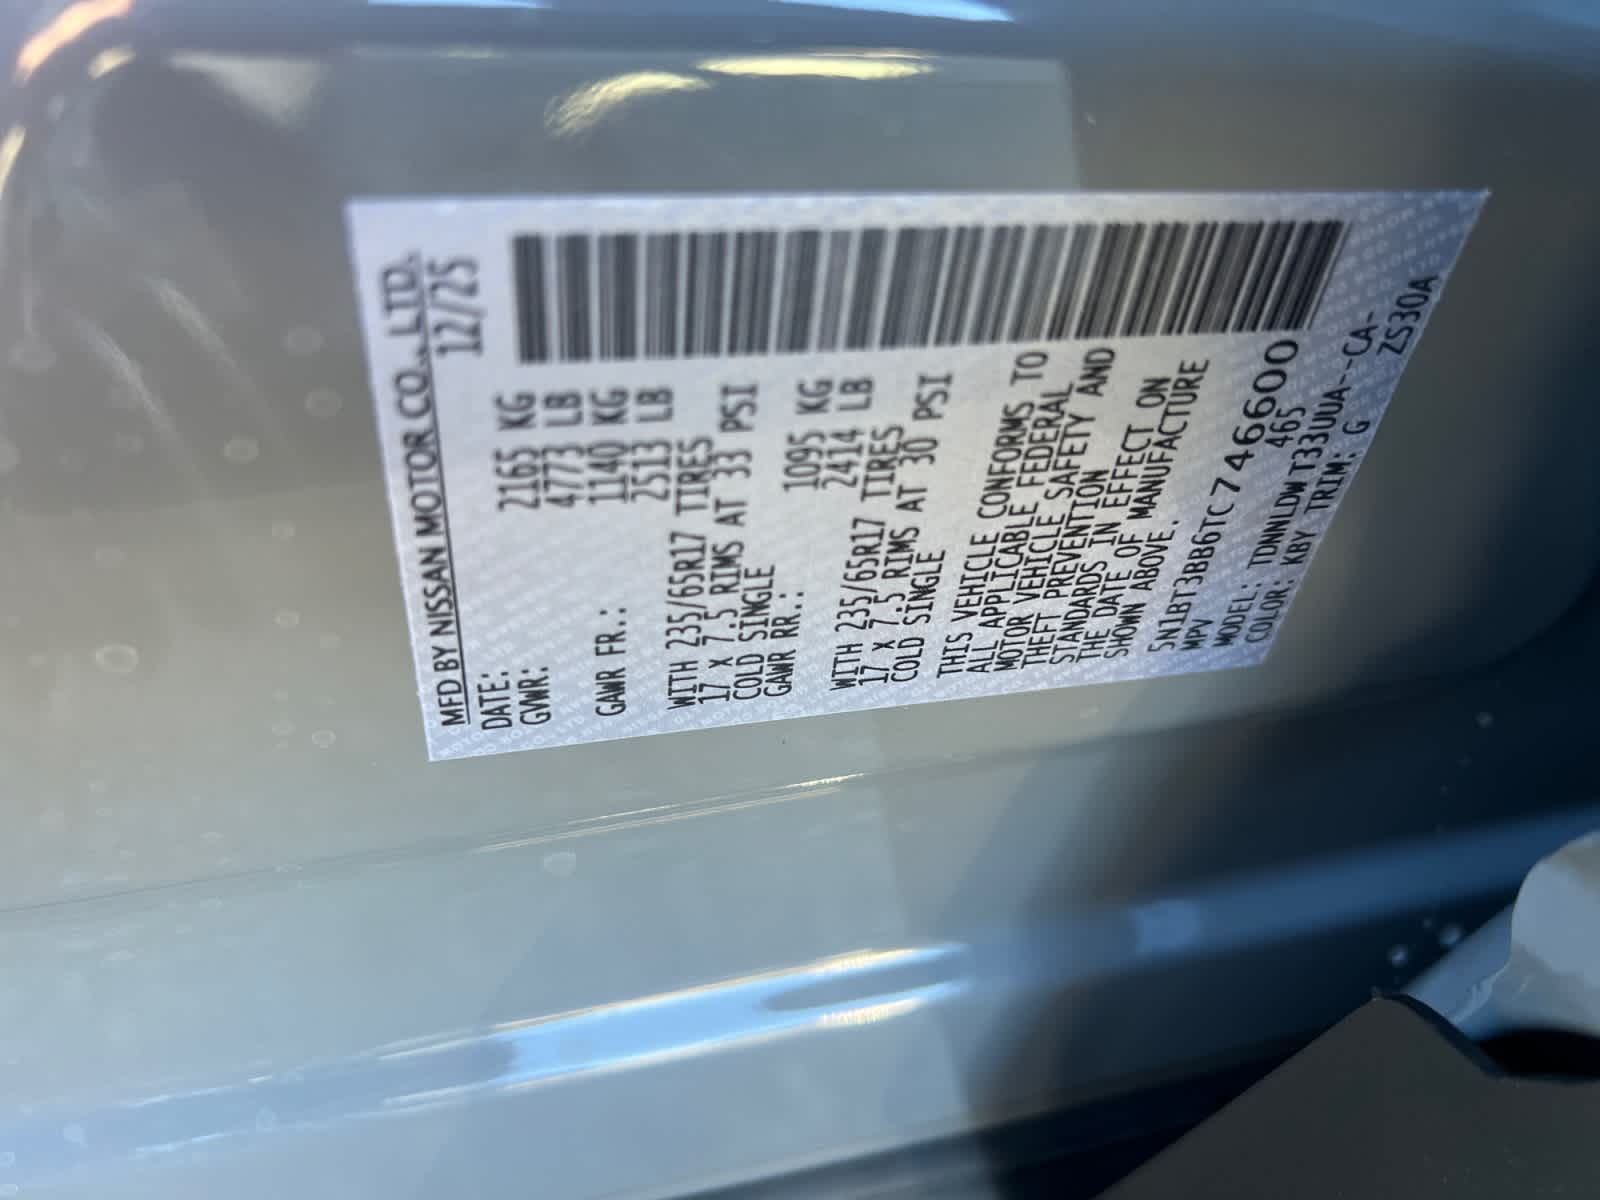 MFD BY NISSAN MOTOR CO., LTD.
DATE: 12/25
GVWR: 2165 KG
4773 LB
GAWR FR.: 1140 KG
2513 LB
WITH 235/65R17 TIRES
17 X 7.5 RIMS AT 33 PSI
COLD SINGLE
GAWR RR.: 1095 KG
2414 LB
WITH 235/65R17 TIRES
17 X 7.5 RIMS AT 30 PSI
COLD SINGLE
THIS VEHICLE CONFORMS TO
ALL APPLICABLE FEDERAL
MOTOR VEHICLE SAFETY AND
THEFT PREVENTION
STANDARDS IN EFFECT ON
THE DATE OF MANUFACTURE
SHOWN ABOVE.
5N1BT3BB6TC746600
MPV 465
MODEL: TDNNLDWT33UUA--CA-
COLOR: KBY TRIM: G ZS30A